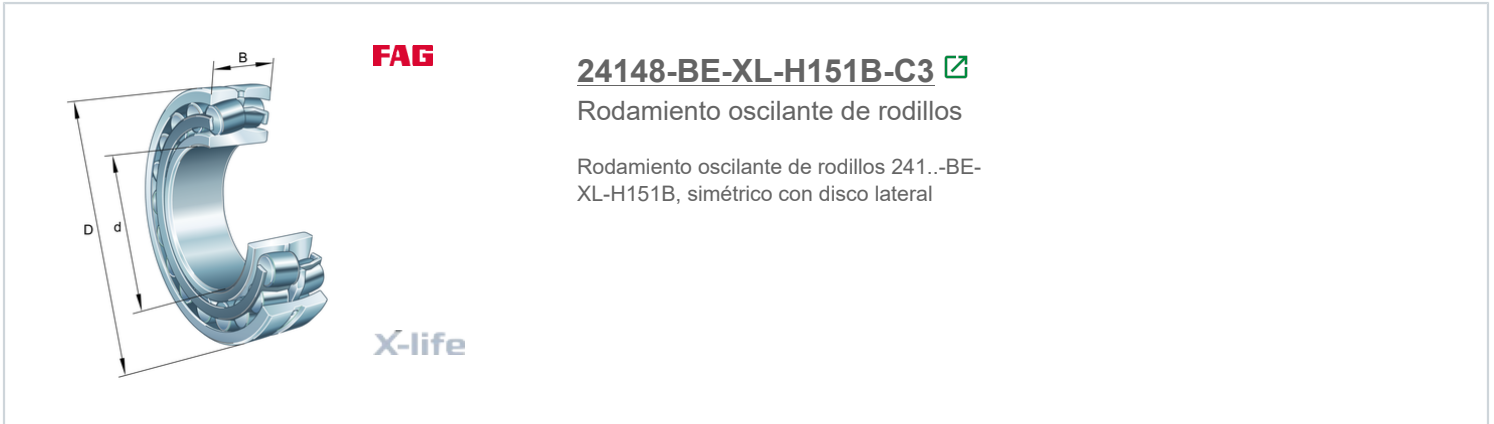 B
FAG
24148-BE-XL-H151B-C3
Rodamiento oscilante de rodillos
Rodamiento oscilante de rodillos 241..-BE-
XL-H151B, simétrico con disco lateral
D
d
X-life